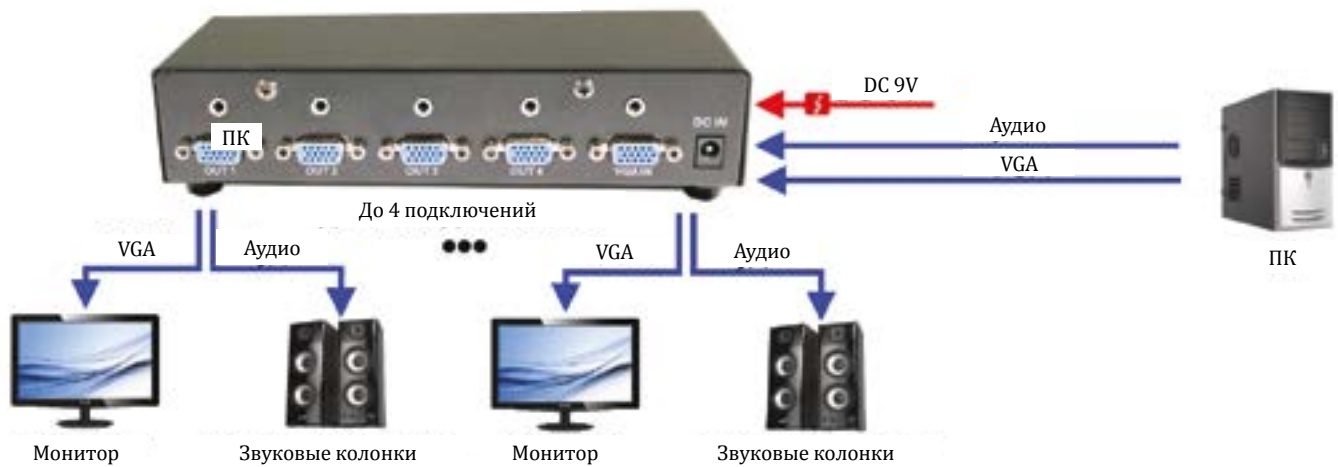 DC 9V
DC IN
Аудио
ПК
VGA
OUT 1 OUT 2 OUT 3 OUT 4 VGA IN
До 4 подключений
VGA Аудио VGA Аудио
ПК
Монитор Звуковые колонки Монитор Звуковые колонки